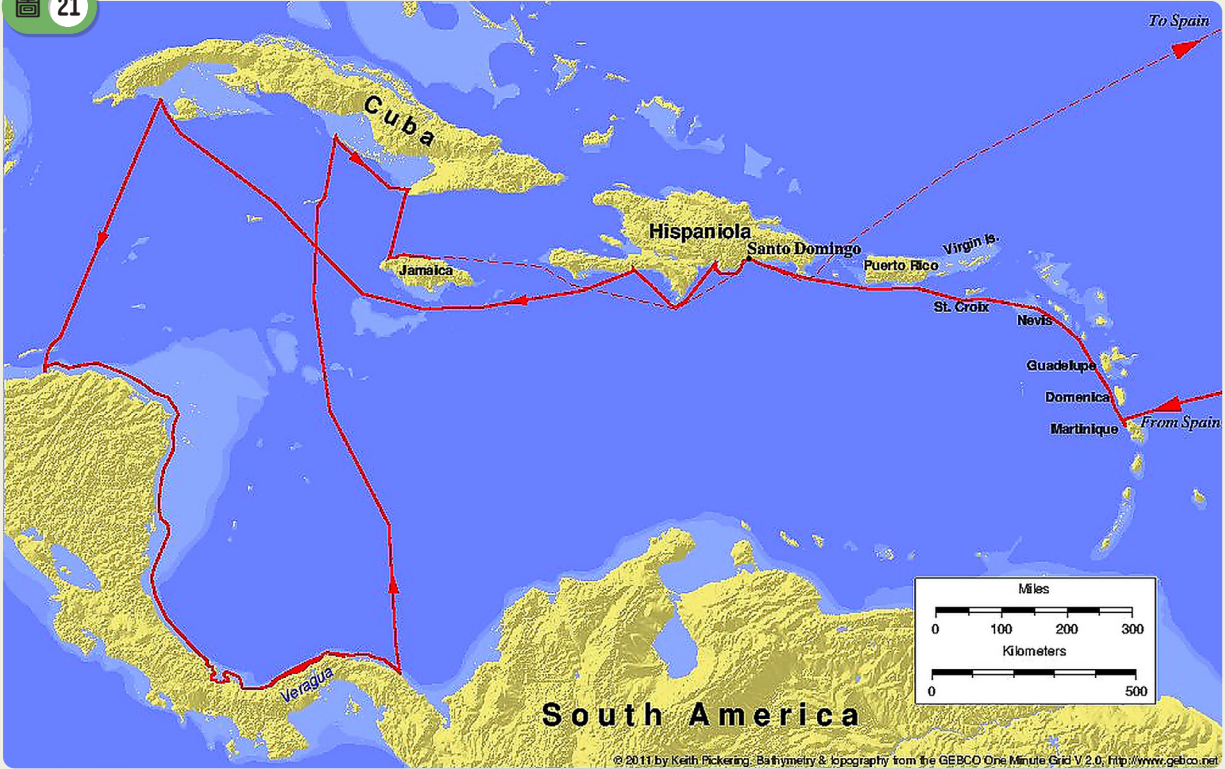 圖 21
To Spain
Cuba
Hispaniola
Santo Domingo
Virgin Is.
Puerto Rico
Jamaica
St. Croix
Nevis
Guadelupe
Domenica
From Spain
Martinique
Miles
0 100 200 300
Kilometers
0 500
Veragua
South America
© 2011 by Keith Pickering. Bathymetry & topography from the GEBCO One Minute Grid V 2.0, http://www.gebco.net